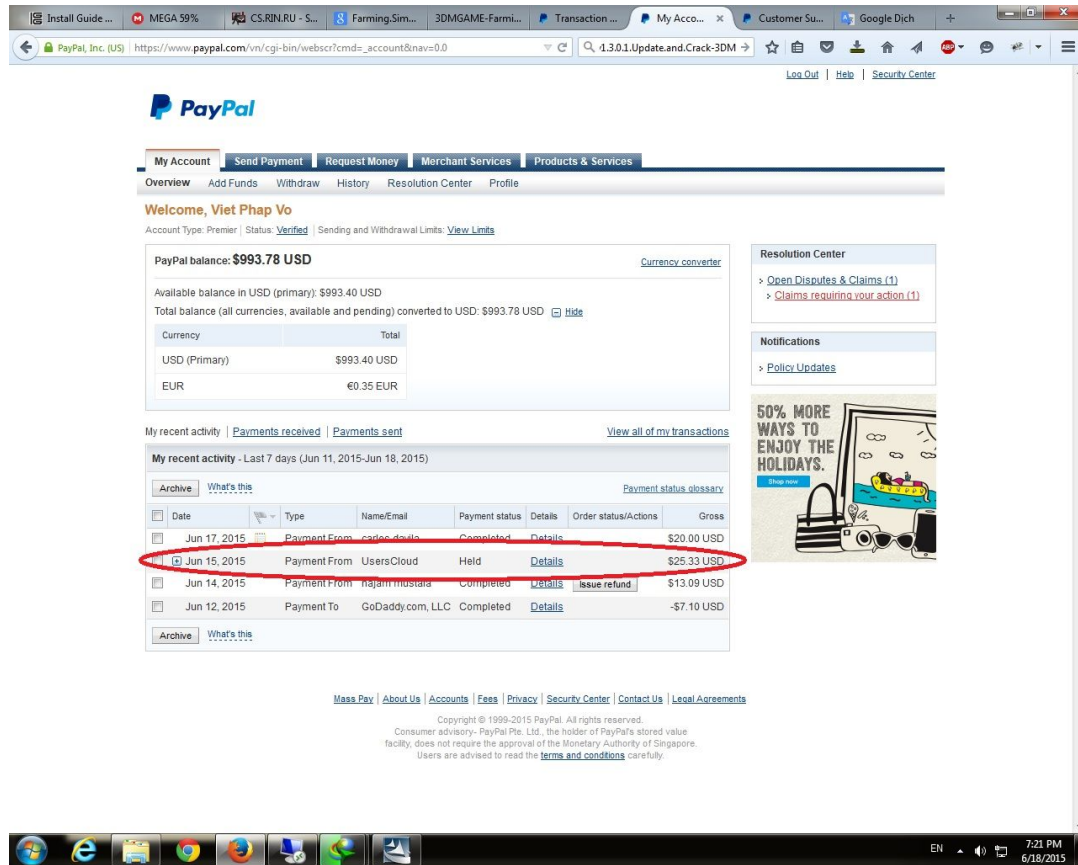 Install Guide ... MEGA 59% CS.RIN.RU - S... Farming.Sim... 3DMGAME-Farmi... Transaction ... My Acco... × Customer Su... Google Dịch +
PayPal, Inc. (US) https://www.paypal.com/vn/cgi-bin/webscr?cmd=_account&nav=0.0 .1.3.0.1.Update.and.Crack-3DM ABP
Log Out | Help | Security Center
PayPal
My Account Send Payment Request Money Merchant Services Products & Services
Overview Add Funds Withdraw History Resolution Center Profile
Welcome, Viet Phap Vo
Account Type: Premier | Status: Verified | Sending and Withdrawal Limits: View Limits
PayPal balance: $993.78 USD Currency converter
Available balance in USD (primary): $993.40 USD
Total balance (all currencies, available and pending) converted to USD: $993.78 USD Hide
Currency Total
USD (Primary) $993.40 USD
EUR €0.35 EUR
Resolution Center
> Open Disputes & Claims (1)
> Claims requiring your action (1)
Notifications
> Policy Updates
50% MORE
WAYS TO
ENJOY THE
HOLIDAYS.
Shop now
My recent activity | Payments received | Payments sent View all of my transactions
My recent activity - Last 7 days (Jun 11, 2015-Jun 18, 2015)
Archive What's this Payment status glossary
Date Type Name/Email Payment status Details Order status/Actions Gross
Jun 17, 2015 Payment From carlos davila Completed Details $20.00 USD
Jun 15, 2015 Payment From UsersCloud Held Details $25.33 USD
Jun 14, 2015 Payment From najam mustafa Completed Details Issue refund $13.09 USD
Jun 12, 2015 Payment To GoDaddy.com, LLC Completed Details -$7.10 USD
Archive What's this
Mass Pay | About Us | Accounts | Fees | Privacy | Security Center | Contact Us | Legal Agreements
Copyright © 1999-2015 PayPal. All rights reserved.
Consumer advisory- PayPal Pte. Ltd., the holder of PayPal's stored value
facility, does not require the approval of the Monetary Authority of Singapore.
Users are advised to read the terms and conditions carefully.
EN 7:21 PM
6/18/2015